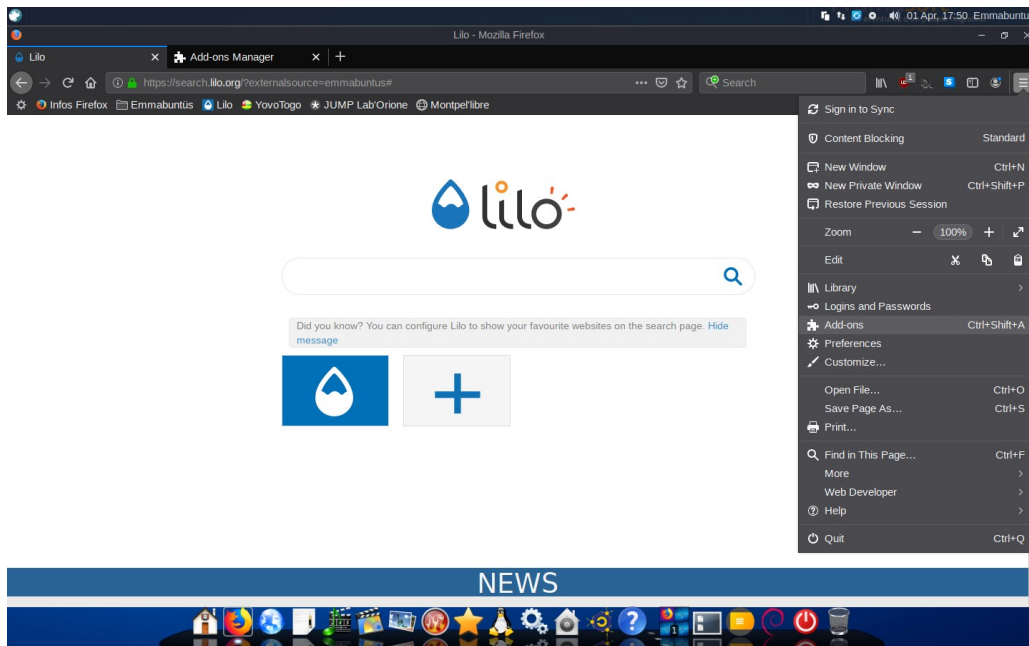 01 Apr, 17:50 Emmabuntu
Lilo - Mozilla Firefox
Lilo
Add-ons Manager
https://search.lilo.org/?externalsource=emmabuntus#
Search
1
S
Infos Firefox Emmabuntüs Lilo YovoTogo JUMP Lab'Orione Montpel'libre
Sign in to Sync
Content Blocking Standard
New Window Ctrl+N
New Private Window Ctrl+Shift+P
Restore Previous Session
Zoom 100%
Edit
Library
Logins and Passwords
Add-ons Ctrl+Shift+A
Preferences
Customize…
Open File… Ctrl+O
Save Page As… Ctrl+S
Print…
Find in This Page… Ctrl+F
More
Web Developer
Help
Quit Ctrl+Q
lilo
Did you know? You can configure Lilo to show your favourite websites on the search page. Hide
message
NEWS
1